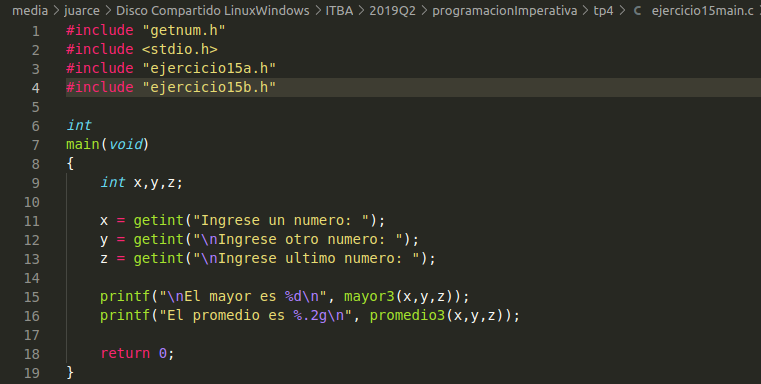 media > juarce > Disco Compartido LinuxWindows > ITBA > 2019Q2 > programacionImperativa > tp4 > C ejercicio15main.c
1 #include "getnum.h"
2 #include <stdio.h>
3 #include "ejercicio15a.h"
4 #include "ejercicio15b.h"
5
6 int
7 main(void)
8 {
9     int x,y,z;
10
11     x = getint("Ingrese un numero: ");
12     y = getint("\nIngrese otro numero: ");
13     z = getint("\nIngrese ultimo numero: ");
14
15     printf("\nEl mayor es %d\n", mayor3(x,y,z));
16     printf("El promedio es %.2g\n", promedio3(x,y,z));
17
18     return 0;
19 }